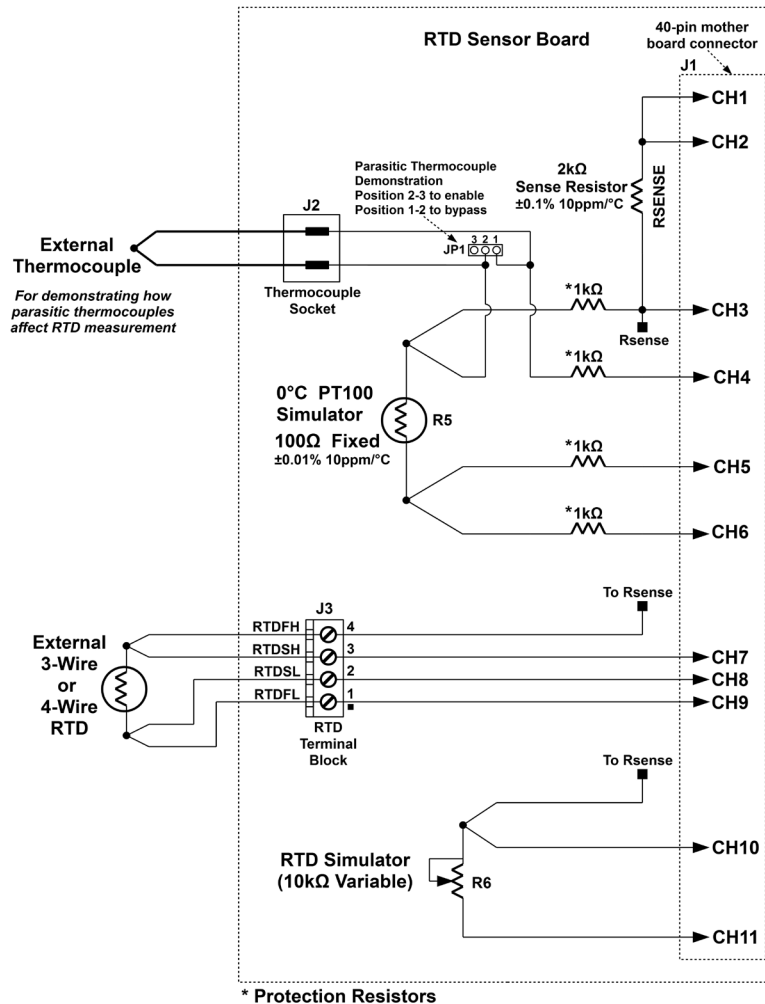 RTD Sensor Board
40-pin mother
board connector
J1
CH1
CH2
2kΩ
Sense Resistor
±0.1% 10ppm/°C
RSENSE
Parasitic Thermocouple
Demonstration
Position 2-3 to enable
Position 1-2 to bypass
J2
JP1
3 2 1
External
Thermocouple
Thermocouple
Socket
For demonstrating how
parasitic thermocouples
affect RTD measurement
*1kΩ
CH3
Rsense
*1kΩ
CH4
0°C PT100
Simulator
100Ω Fixed
±0.01% 10ppm/°C
R5
*1kΩ
CH5
*1kΩ
CH6
To Rsense
J3
External
3-Wire
or
4-Wire
RTD
RTDFH
4
RTDSH
3
CH7
RTDSL
2
CH8
RTDFL
1
CH9
RTD
Terminal
Block
To Rsense
RTD Simulator
(10kΩ Variable)
R6
CH10
CH11
* Protection Resistors